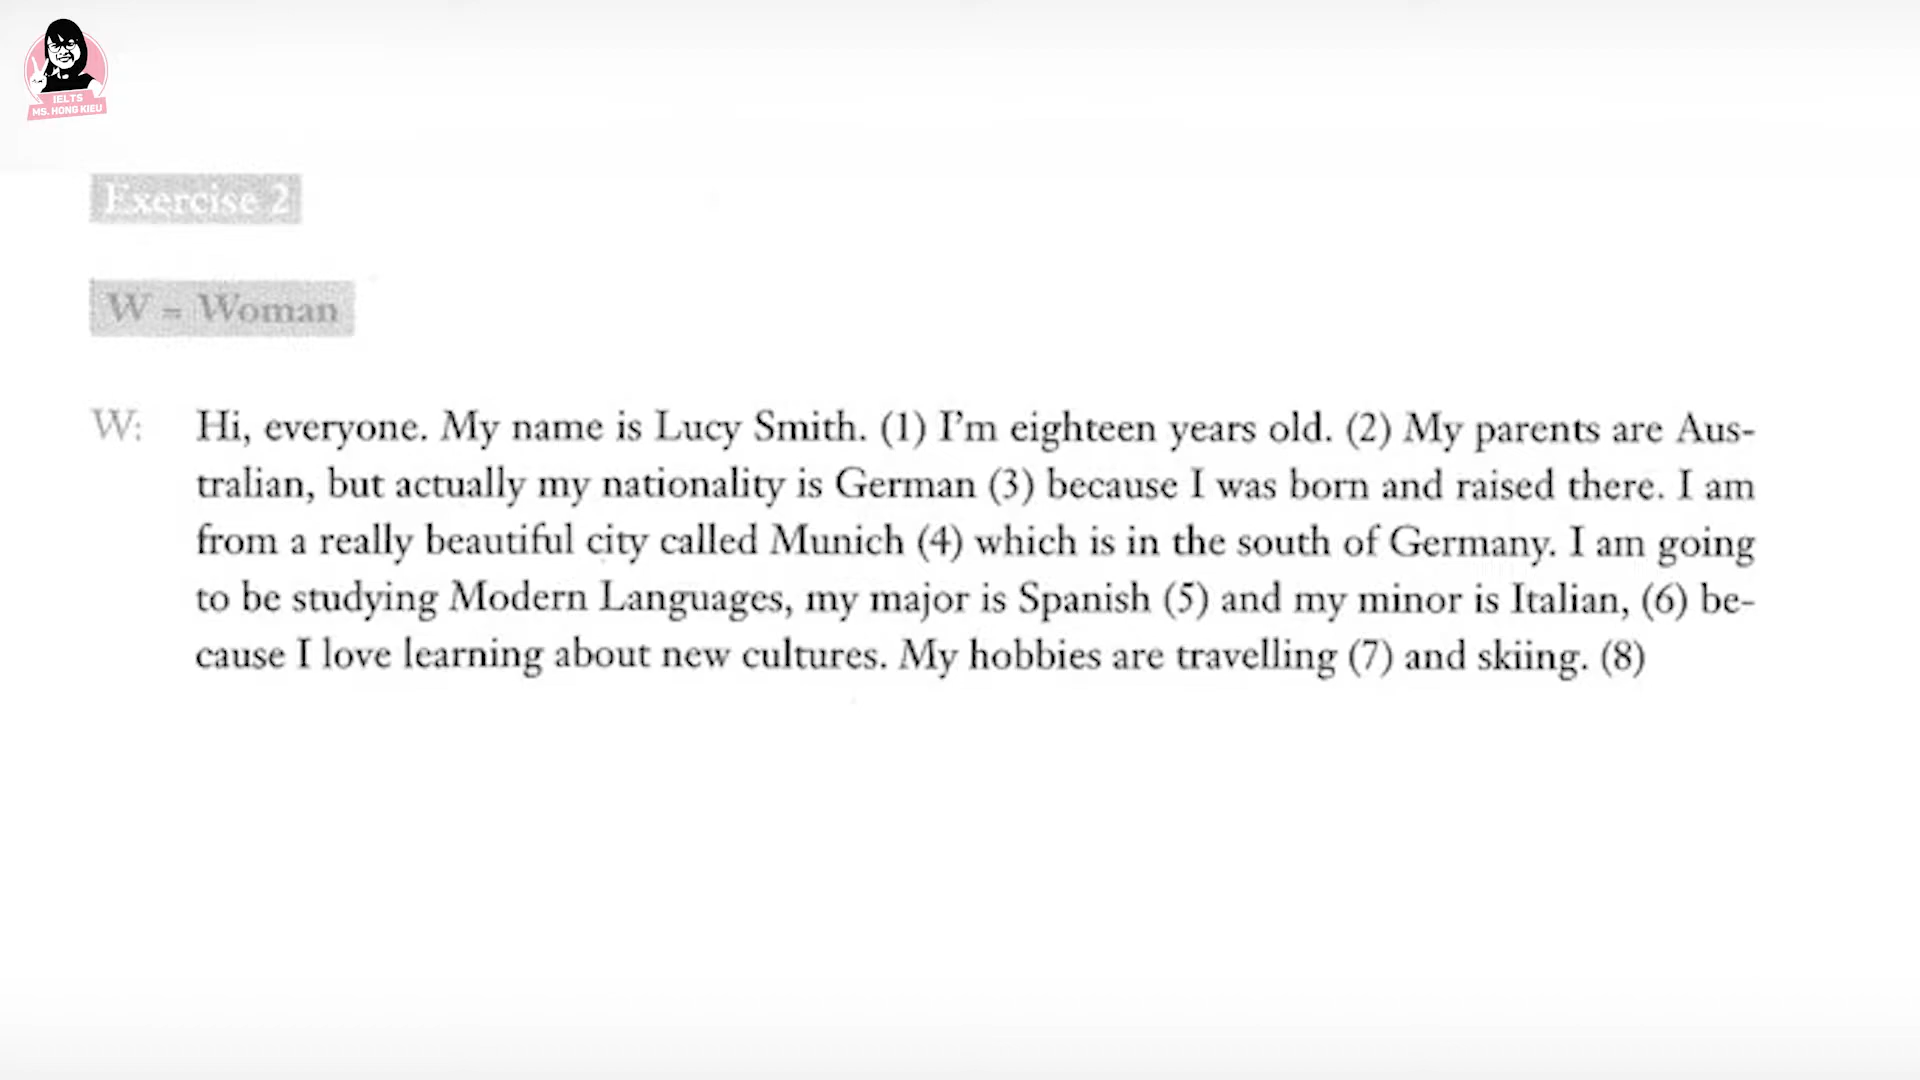 IELTS
MS. HONG KIEU
Exercise 2
W = Woman
W: Hi, everyone. My name is Lucy Smith. (1) I'm eighteen years old. (2) My parents are Aus-
tralian, but actually my nationality is German (3) because I was born and raised there. I am
from a really beautiful city called Munich (4) which is in the south of Germany. I am going
to be studying Modern Languages, my major is Spanish (5) and my minor is Italian, (6) be-
cause I love learning about new cultures. My hobbies are travelling (7) and skiing. (8)